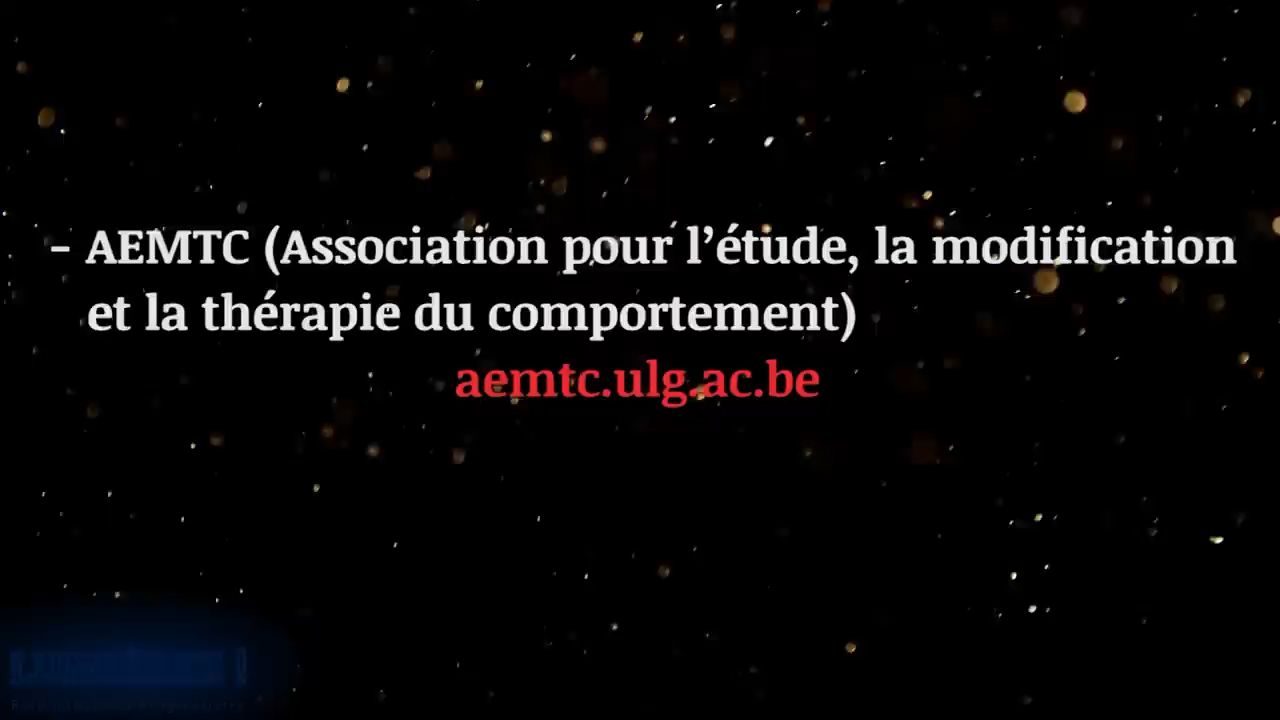 - AEMTC (Association pour l’étude, la modification
et la thérapie du comportement)
aemtc.ulg.ac.be